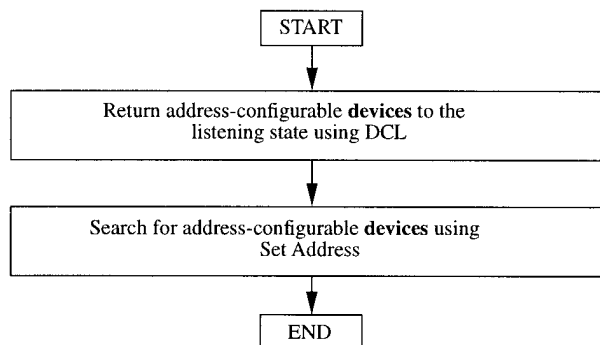 START
Return address-configurable devices to the
listening state using DCL
Search for address-configurable devices using
Set Address
END